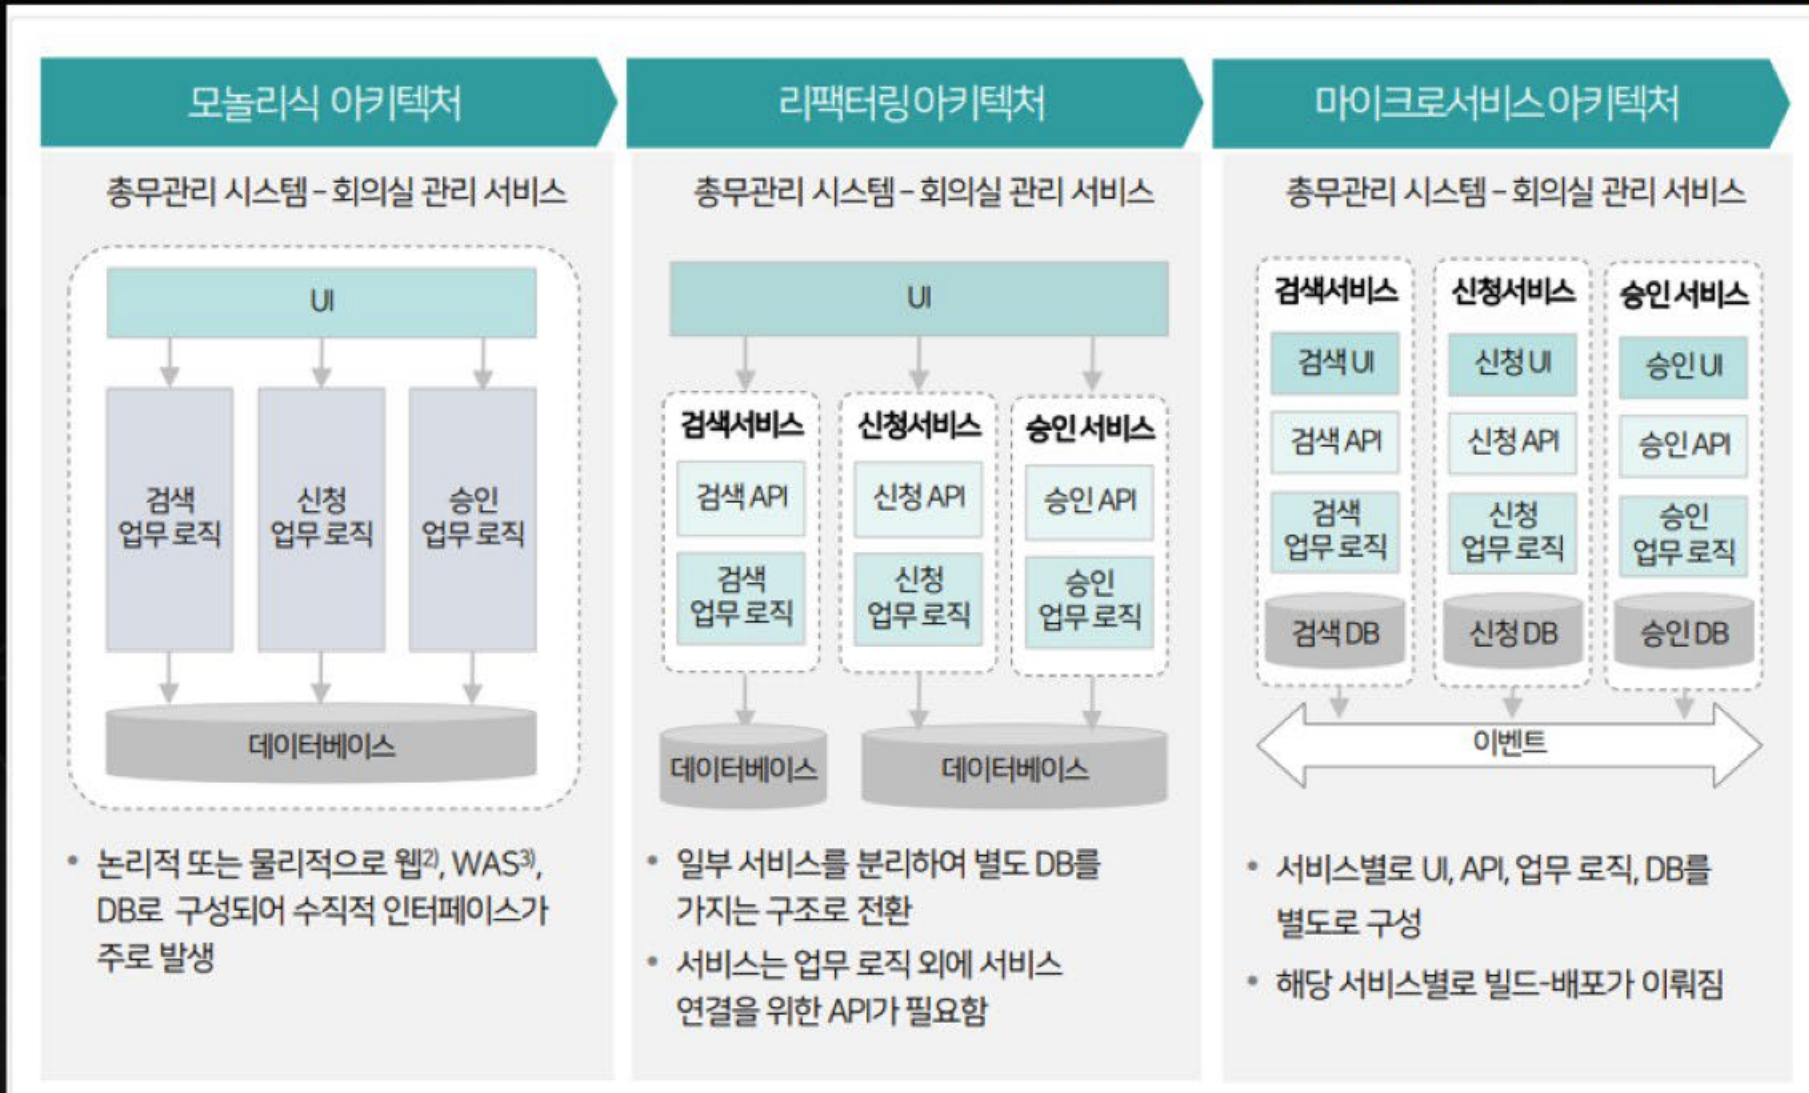 모놀리식 아키텍처
총무관리 시스템 – 회의실 관리 서비스
UI
검색
업무 로직
신청
업무 로직
승인
업무 로직
데이터베이스
• 논리적 또는 물리적으로 웹2), WAS3),
DB로 구성되어 수직적 인터페이스가
주로 발생
리팩터링 아키텍처
총무관리 시스템 – 회의실 관리 서비스
UI
검색서비스
검색 API
검색
업무 로직
신청서비스
신청 API
신청
업무 로직
승인 서비스
승인 API
승인
업무 로직
데이터베이스
데이터베이스
• 일부 서비스를 분리하여 별도 DB를
가지는 구조로 전환
• 서비스는 업무 로직 외에 서비스
연결을 위한 API가 필요함
마이크로서비스 아키텍처
총무관리 시스템 – 회의실 관리 서비스
검색서비스
검색 UI
검색 API
검색
업무 로직
검색 DB
신청서비스
신청 UI
신청 API
신청
업무 로직
신청 DB
승인 서비스
승인 UI
승인 API
승인
업무 로직
승인 DB
이벤트
• 서비스별로 UI, API, 업무 로직, DB를
별도로 구성
• 해당 서비스별로 빌드-배포가 이뤄짐